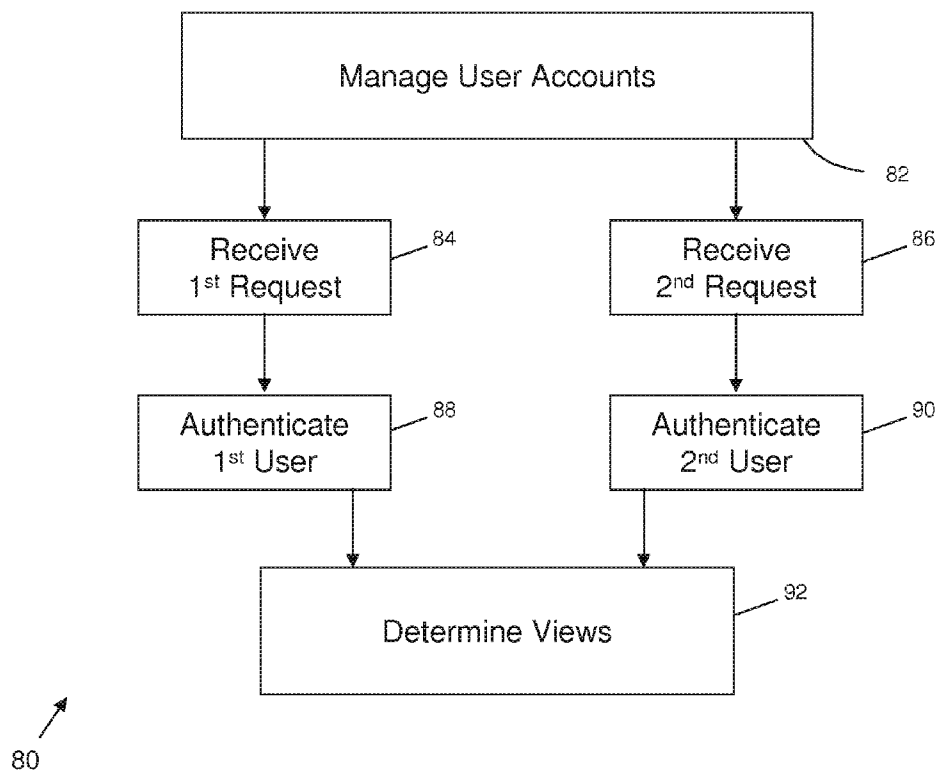 Manage User Accounts
82
Receive
1st Request
84
Receive
2nd Request
86
Authenticate
1st User
88
Authenticate
2nd User
90
Determine Views
92
80